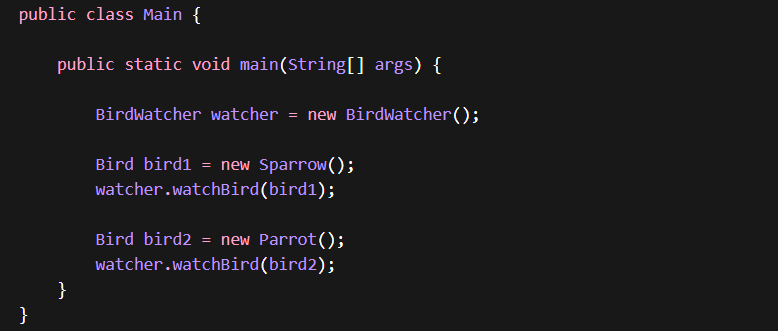 public class Main {
public static void main(String[] args) {
BirdWatcher watcher = new BirdWatcher();
Bird bird1 = new Sparrow();
watcher.watchBird(bird1);
Bird bird2 = new Parrot();
watcher.watchBird(bird2);
}
}